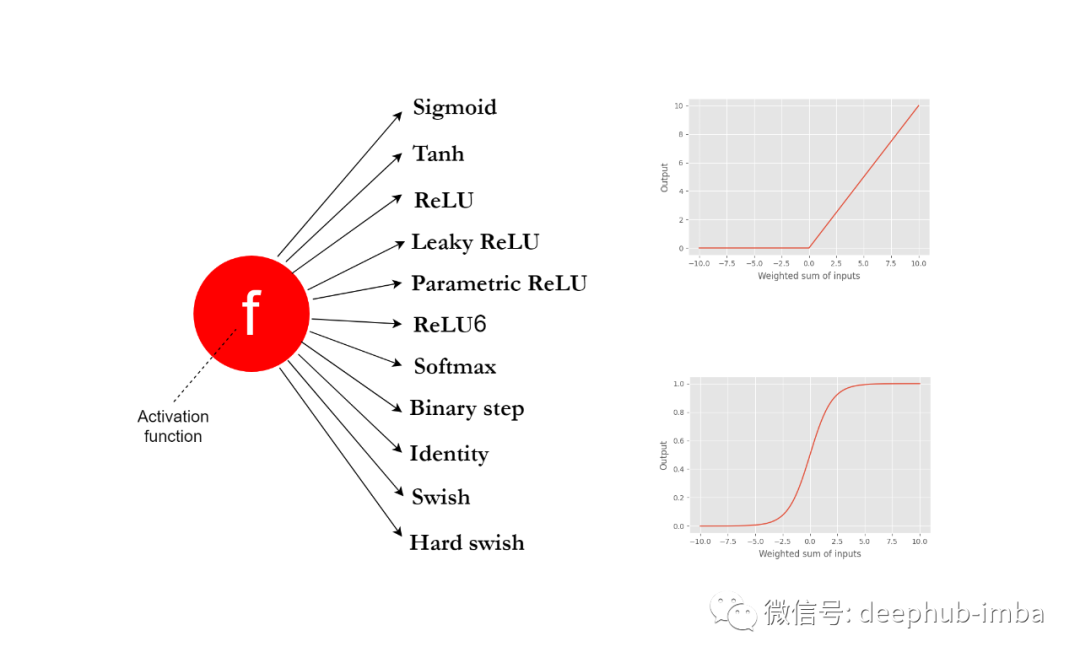 Sigmoid
Tanh
ReLU
Leaky ReLU
Parametric ReLU
ReLU6
Softmax
Binary step
Identity
Swish
Hard swish
f
Activation
function
10
8
6
4
2
0
−10.0 −7.5 −5.0 −2.5 0.0 2.5 5.0 7.5 10.0
Weighted sum of inputs
Output
1.0
0.8
0.6
0.4
0.2
0.0
−10.0 −7.5 −5.0 −2.5 0.0 2.5 5.0 7.5 10.0
Weighted sum of inputs
Output
微信号: deephub-imba